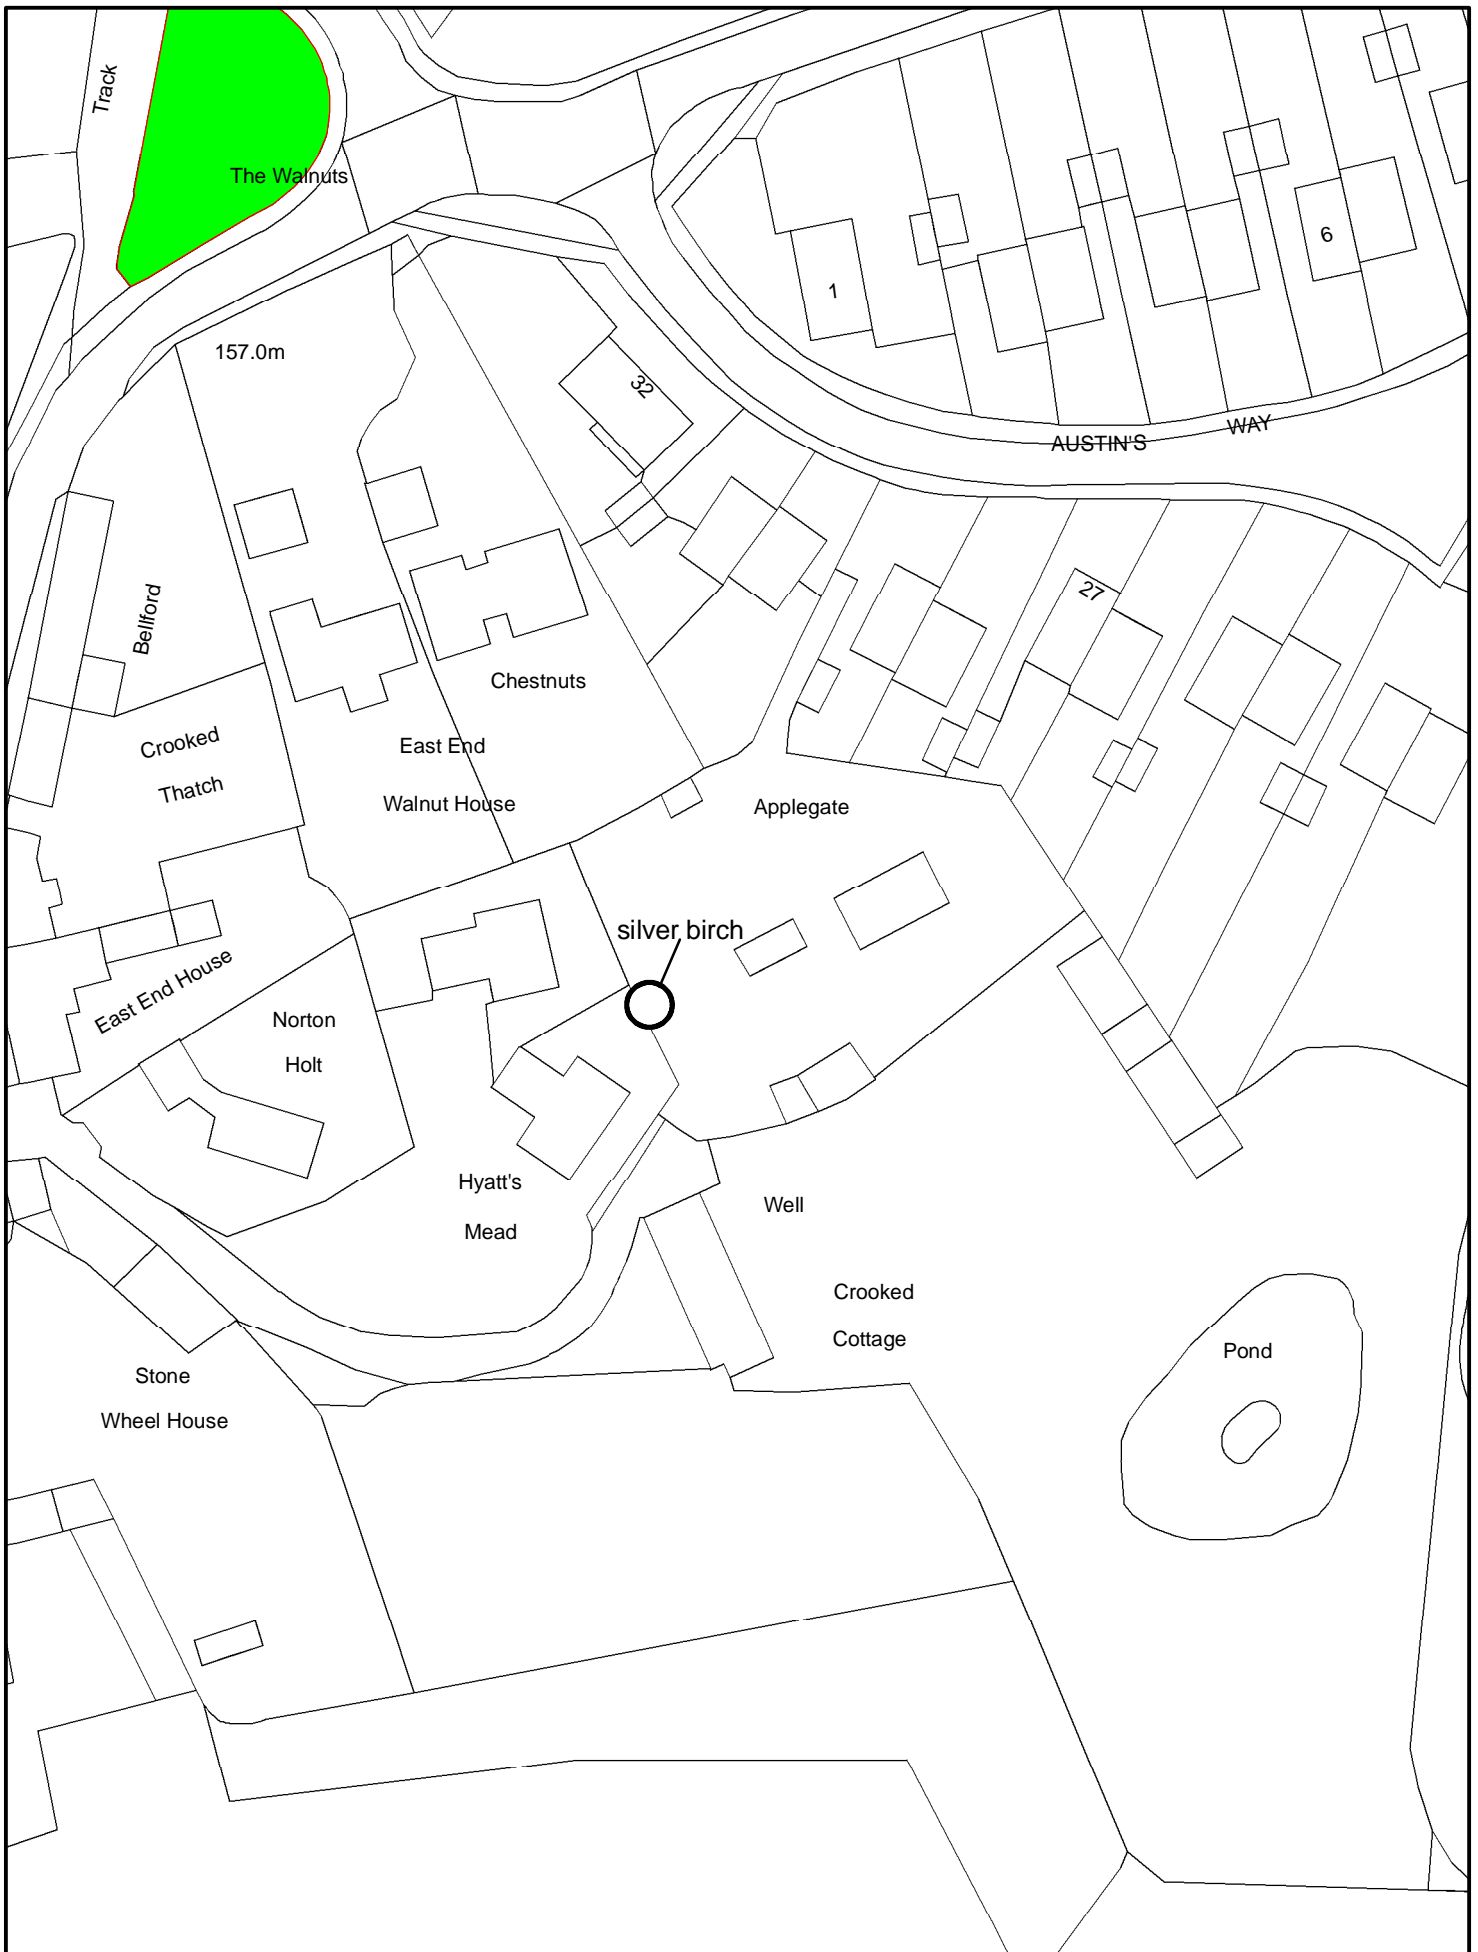 Track
The Walnuts
6
1
157.0m
32
AUSTIN'S WAY
27
Bellford
Chestnuts
Crooked
Thatch
East End
Walnut House
Applegate
silver birch
East End House
Norton
Holt
Hyatt's
Mead
Well
Crooked
Cottage
Pond
Stone
Wheel House